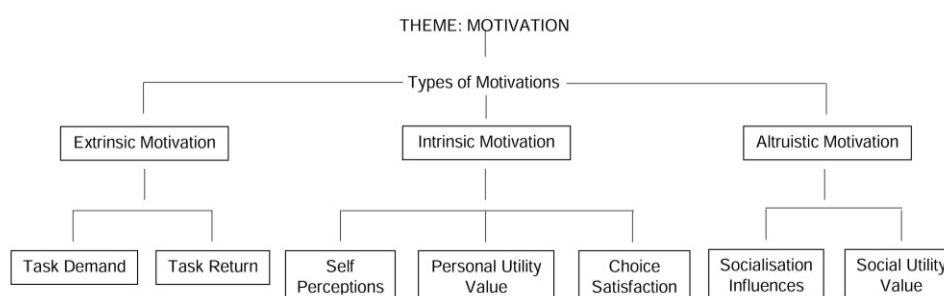 THEME: MOTIVATION
Types of Motivations
Extrinsic Motivation
Intrinsic Motivation
Altruistic Motivation
Task Demand
Task Return
Self
Perceptions
Personal Utility
Value
Choice
Satisfaction
Socialisation
Influences
Social Utility
Value